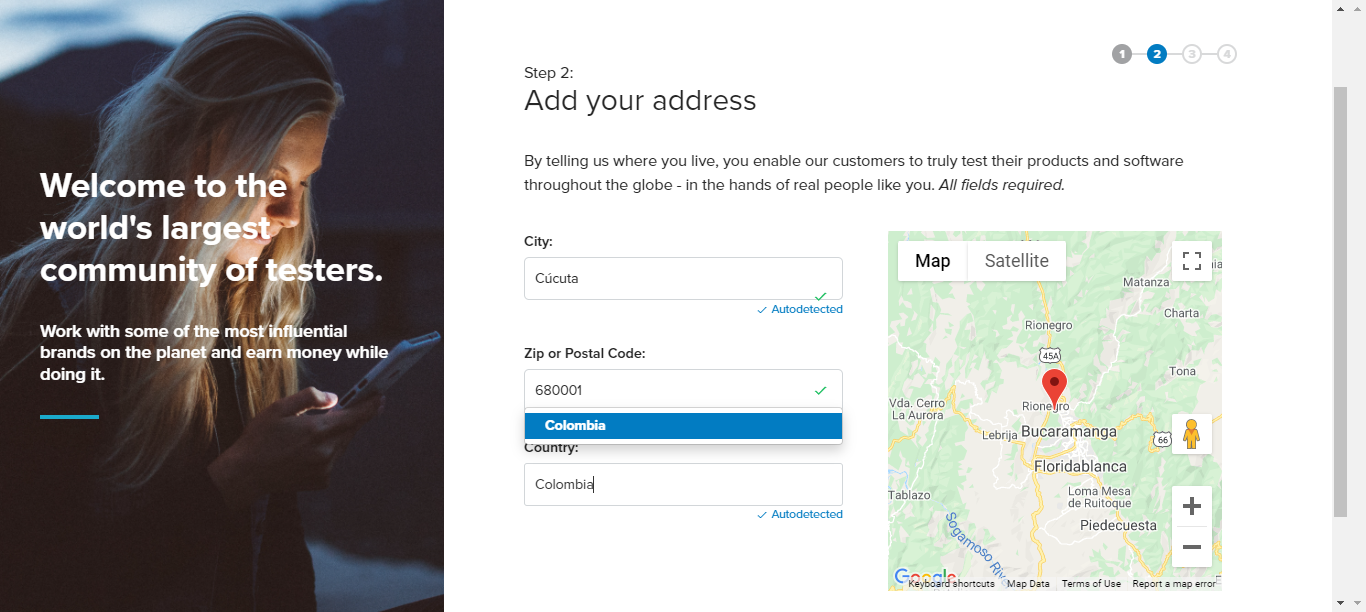 Welcome to the
world's largest
community of testers.
Work with some of the most influential
brands on the planet and earn money while
doing it.
1 2 3 4
Step 2:
Add your address
By telling us where you live, you enable our customers to truly test their products and software
throughout the globe - in the hands of real people like you. All fields required.
City:
Cúcuta
Autodetected
Zip or Postal Code:
680001
Colombia
Country:
Colombia
Autodetected
Map Satellite
Matanza
Charta
Rionegro
45A
Tona
Vda. Cerro
La Aurora
Rionegro
Lebrija
Bucaramanga
66
Floridablanca
Tablazo
Loma Mesa
de Ruitoque
Piedecuesta
Sogamoso Riv
Google
Keyboard shortcuts Map Data Terms of Use Report a map error